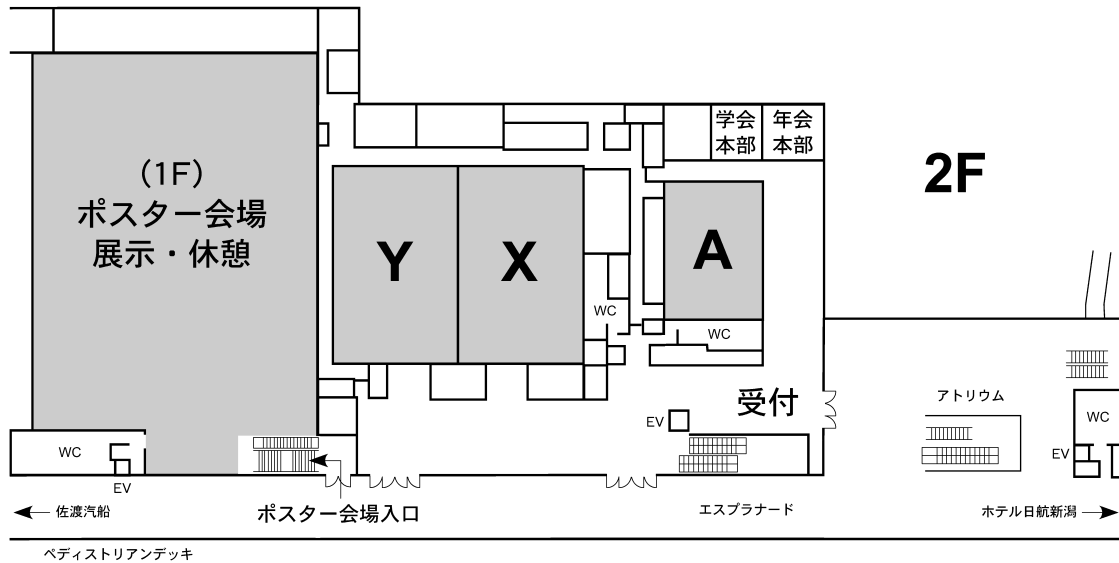 学会
本部
年会
本部
(1F)
ポスター会場
展示・休憩
2F
Y
X
A
WC
WC
受付
アトリウム
WC
EV
WC
EV
EV
佐渡汽船
ポスター会場入口
エスプラナード
ホテル日航新潟
ペディストリアンデッキ